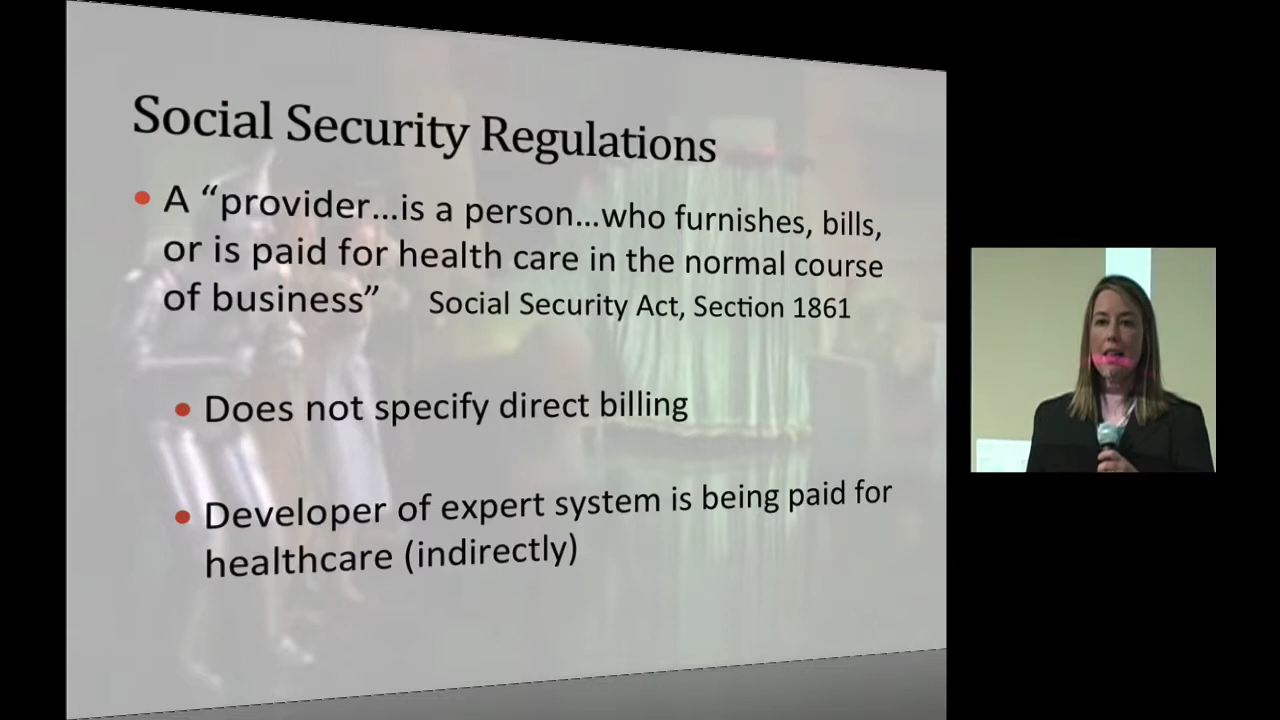 Social Security Regulations
A “provider...is a person...who furnishes, bills,
or is paid for health care in the normal course
of business” Social Security Act, Section 1861
Does not specify direct billing
Developer of expert system is being paid for
healthcare (indirectly)